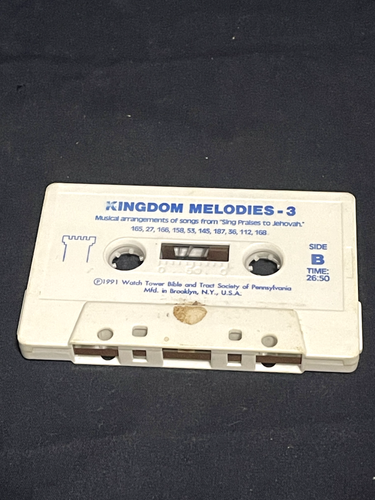 KINGDOM MELODIES - 3
Musical arrangements of songs from "Sing Praises to Jehovah,"
165, 27, 166, 158, 53, 145, 187, 36, 112, 168
SIDE
B
TIME:
26:50
Ⓟ1991 Watch Tower Bible and Tract Society of Pennsylvania
Mfd. in Brooklyn, N.Y., U.S.A.